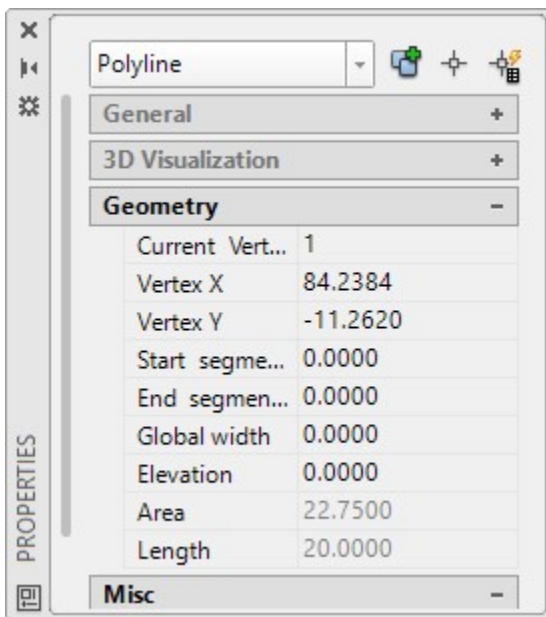 Polyline
General
3D Visualization
Geometry
Current Vert... 1
Vertex X 84.2384
Vertex Y -11.2620
Start segme... 0.0000
End segmen... 0.0000
Global width 0.0000
Elevation 0.0000
Area 22.7500
Length 20.0000
Misc
PROPERTIES